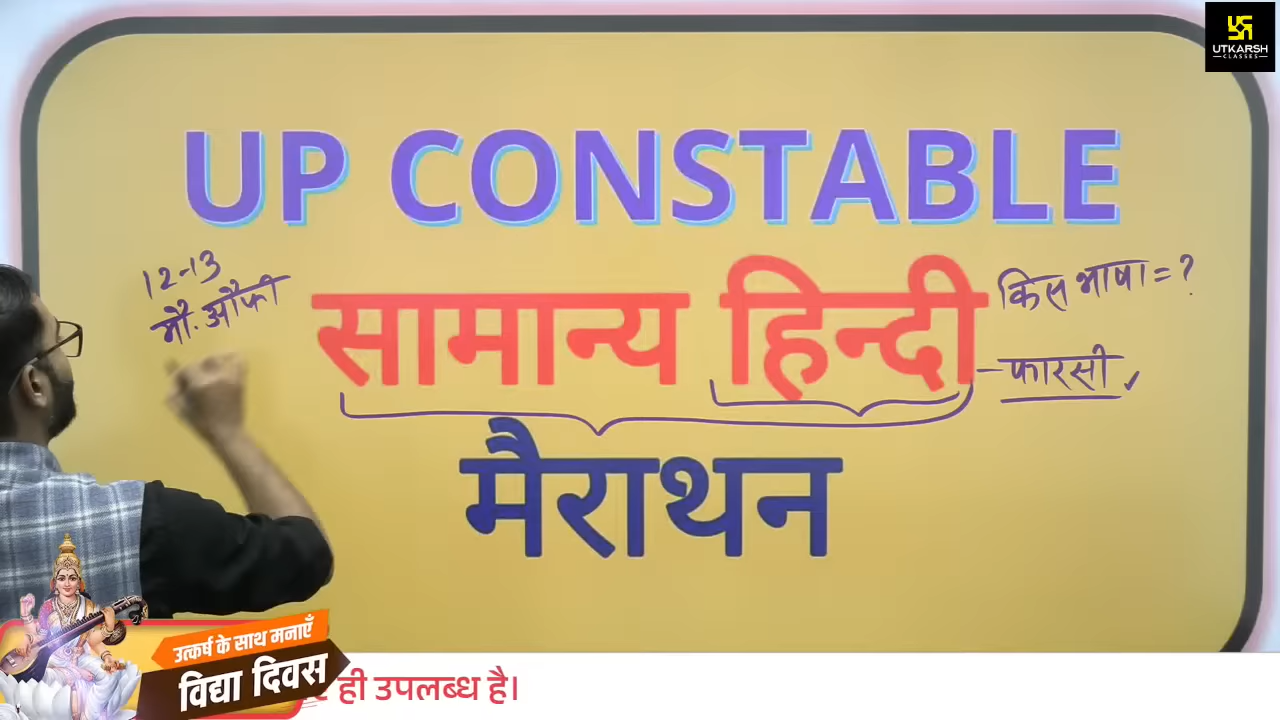 UTKARSH
CLASSES
UP CONSTABLE
12-13
मौ. औफी
सामान्य हिन्दी
किस भाषा = ?
– फारसी ✓
मैराथन
उत्कर्ष के साथ मनाएँ
विद्या दिवस
ही उपलब्ध है।